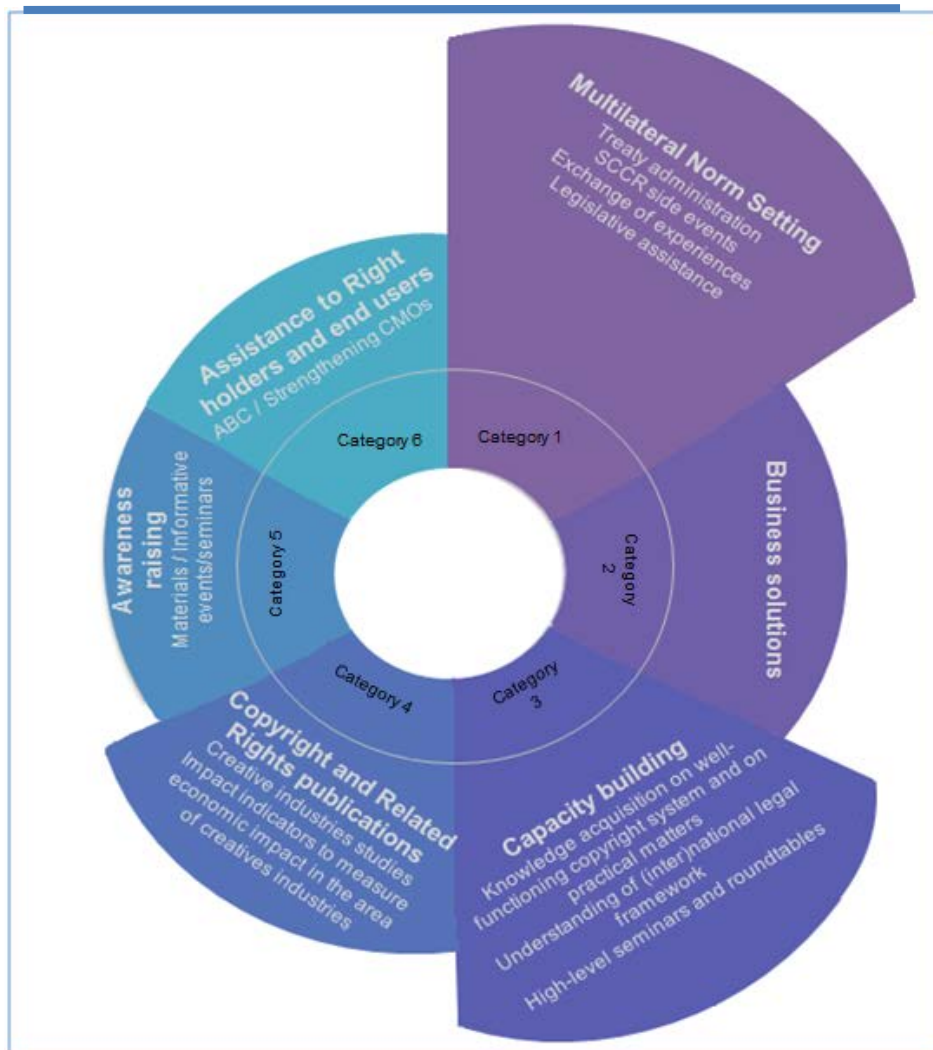 Multilateral Norm Setting
Treaty administration
SCCR side events
Exchange of experiences
Legislative assistance
Category 1
Business solutions
Category
2
Capacity building
Knowledge acquisition on well-
functioning copyright system and on
practical matters
Understanding of (inter)national legal
framework
High-level seminars and roundtables
Category
3
Copyright and Related
Rights publications
Creative industries studies
Impact indicators to measure
economic impact in the area
of creatives industries
Category 4
Awareness
raising
Materials / Informative
events/seminars
Category 5
Assistance to Right
holders and end users
ABC / Strengthening CMOs
Category 6